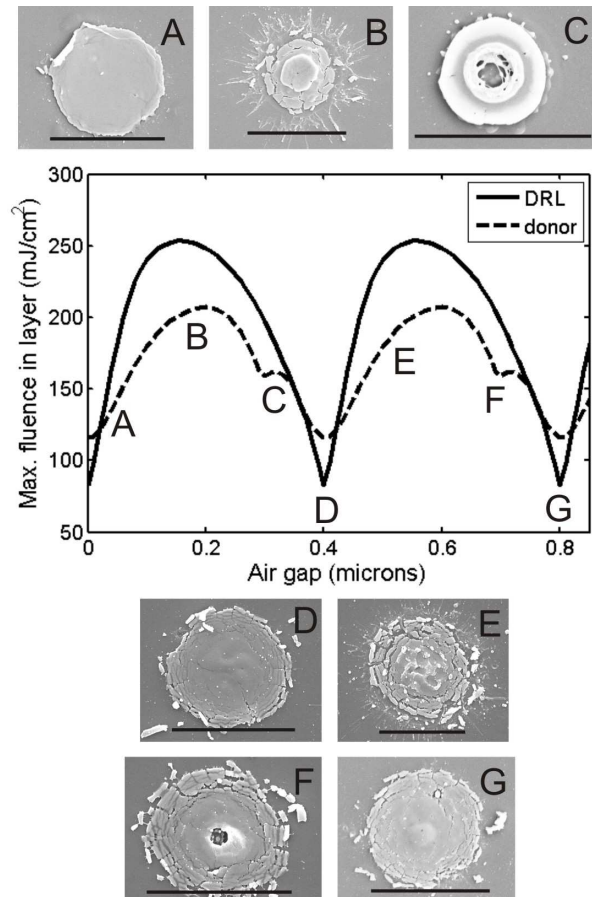 A
B
C
300
250
200
150
100
50
Max. fluence in layer (mJ/cm²)
DRL
donor
A
B
C
D
E
F
G
0
0.2
0.4
0.6
0.8
Air gap (microns)
D
E
F
G